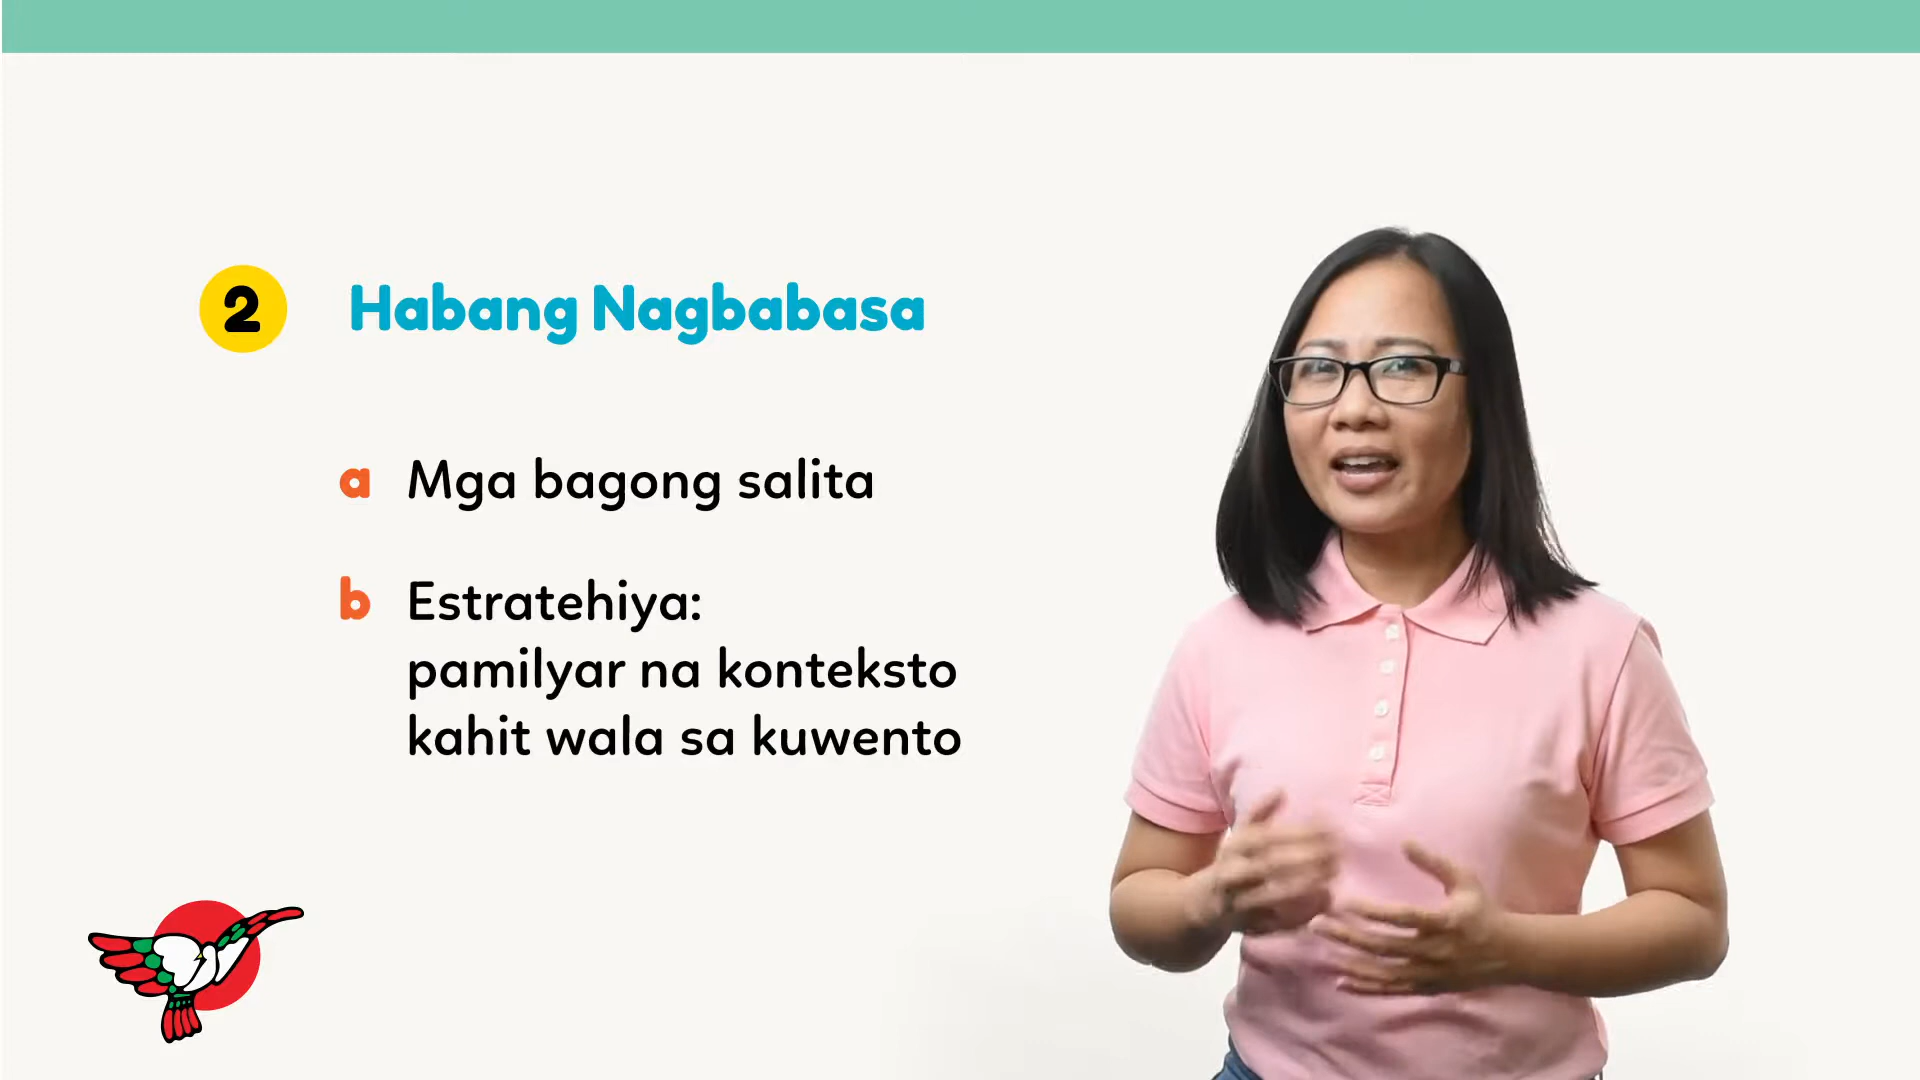 2 Habang Nagbabasa
a Mga bagong salita
b Estratehiya:
pamilyar na konteksto
kahit wala sa kuwento